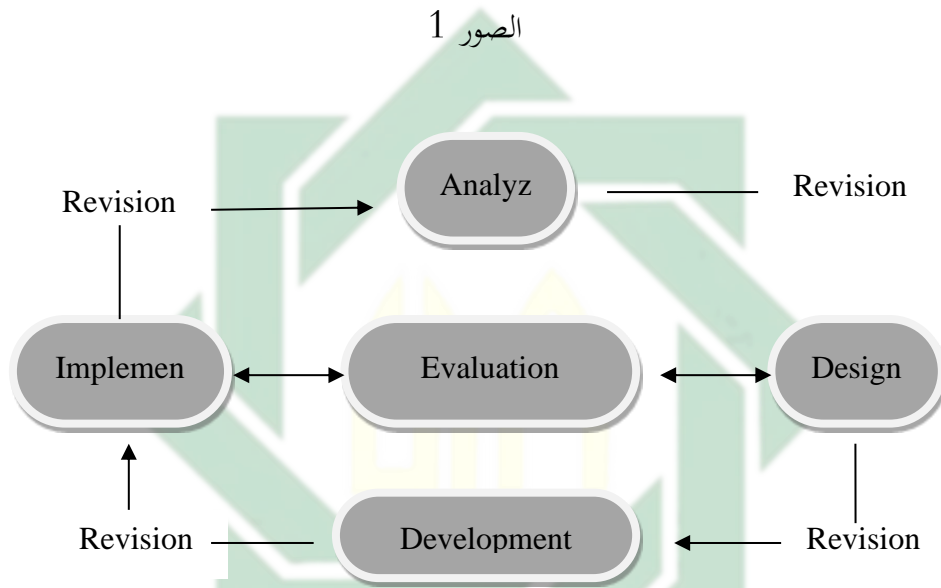 الصور 1
Analyz
Revision
Revision
Implemen
Evaluation
Design
Revision
Development
Revision